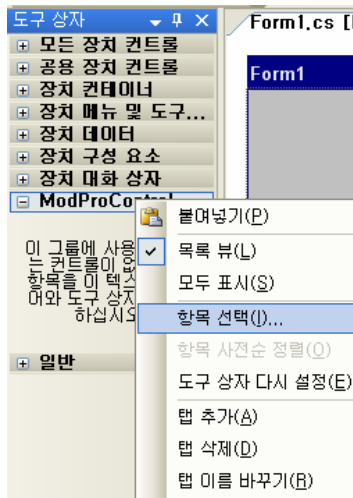 도구 상자
Form1.cs [
모든 장치 컨트롤
공용 장치 컨트롤
장치 컨테이너
장치 메뉴 및 도구...
장치 데이터
장치 구성 요소
장치 대화 상자
ModProControl
이 그룹에 사용
는 컨트롤이 없
항목을 이 텍스
어와 도구 상자
하십시오
일반
Form1
붙여넣기(P)
목록 뷰(L)
모두 표시(S)
항목 선택(I)...
항목 사전순 정렬(O)
도구 상자 다시 설정(E)
탭 추가(A)
탭 삭제(D)
탭 이름 바꾸기(R)